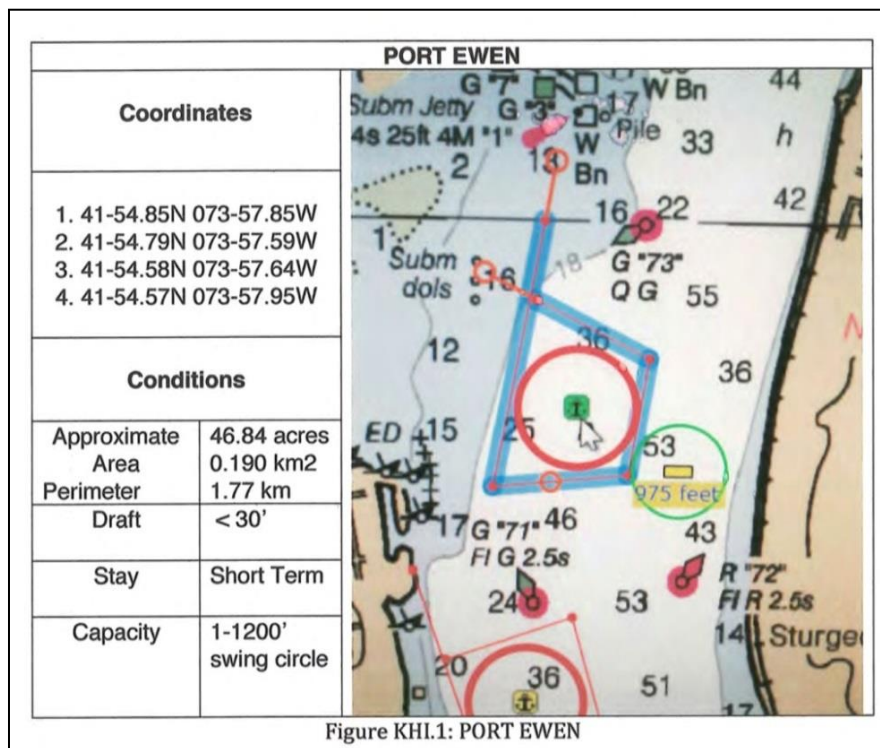 PORT EWEN
Coordinates
1. 41-54.85N 073-57.85W
2. 41-54.79N 073-57.59W
3. 41-54.58N 073-57.64W
4. 41-54.57N 073-57.95W
Conditions
Approximate Area
46.84 acres
0.190 km2
Perimeter
1.77 km
Draft
< 30'
Stay
Short Term
Capacity
1-1200'
swing circle
G "7"
W Bn
44
Subm Jetty
G "3"
17
4s 25ft 4M "1"
W
Pile
33
h
2
13
Bn
42
16
22
1
Subm
dols
16
18
G "73"
Q G
55
36
12
36
ED
15
25
53
975 feet
17
G "71"
46
Fl G 2.5s
43
R "72"
24
53
Fl R 2.5s
14
Sturge
20
36
51
17
Figure KHI.1: PORT EWEN